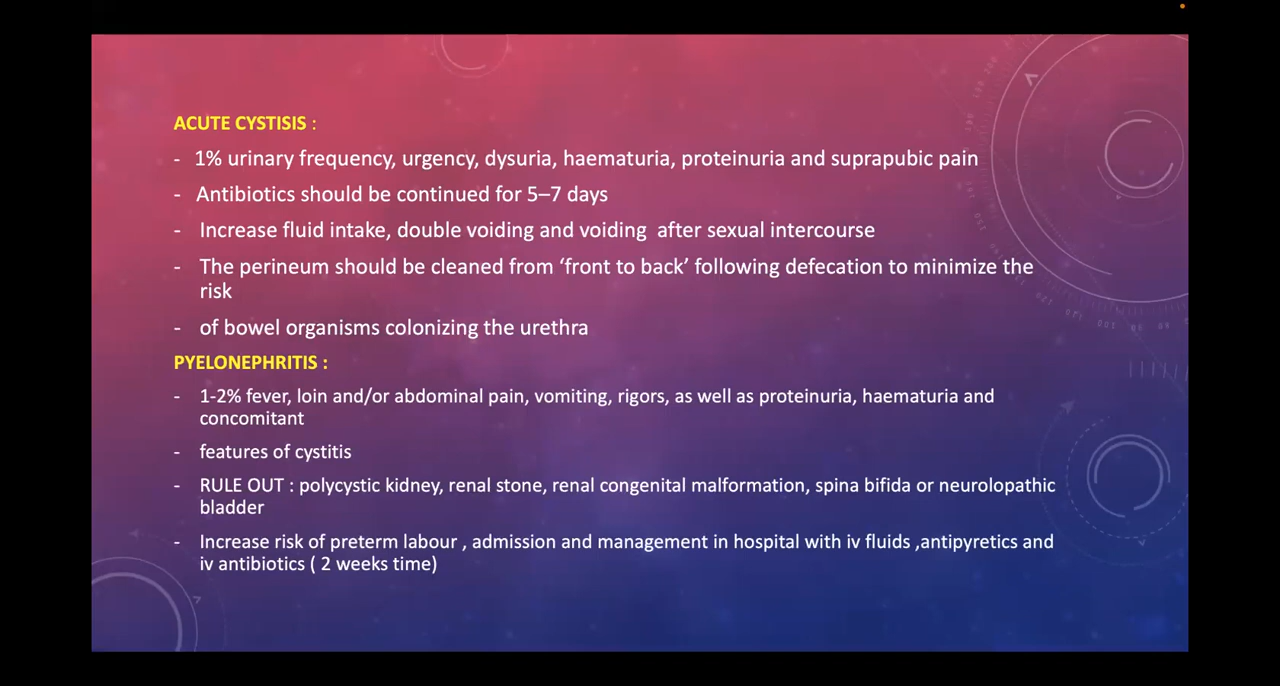 ACUTE CYSTISIS :
- 1% urinary frequency, urgency, dysuria, haematuria, proteinuria and suprapubic pain
- Antibiotics should be continued for 5–7 days
- Increase fluid intake, double voiding and voiding after sexual intercourse
- The perineum should be cleaned from ‘front to back’ following defecation to minimize the
risk
- of bowel organisms colonizing the urethra
PYELONEPHRITIS :
- 1-2% fever, loin and/or abdominal pain, vomiting, rigors, as well as proteinuria, haematuria and
concomitant
- features of cystitis
- RULE OUT : polycystic kidney, renal stone, renal congenital malformation, spina bifida or neurolopathic
bladder
- Increase risk of preterm labour , admission and management in hospital with iv fluids ,antipyretics and
iv antibiotics ( 2 weeks time)